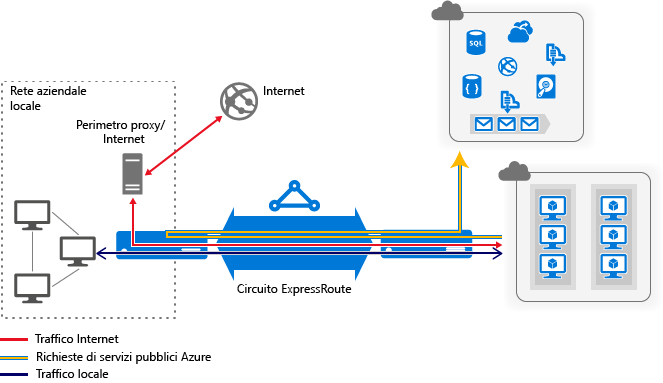 Rete aziendale
locale
Perimetro proxy/
Internet
Internet
SQL
{ }
Circuito ExpressRoute
Traffico Internet
Richieste di servizi pubblici Azure
Traffico locale